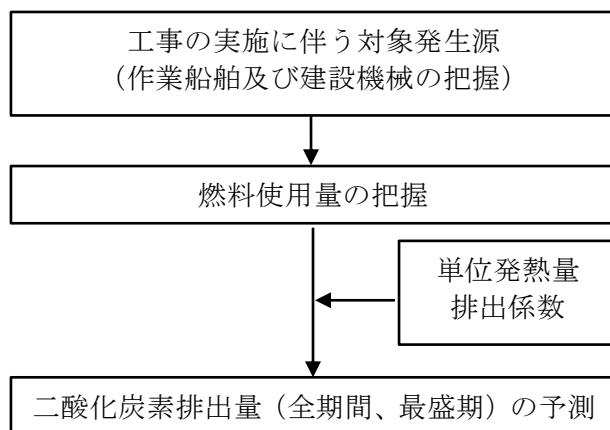 工事の実施に伴う対象発生源
（作業船舶及び建設機械の把握）
燃料使用量の把握
単位発熱量
排出係数
二酸化炭素排出量（全期間、最盛期）の予測